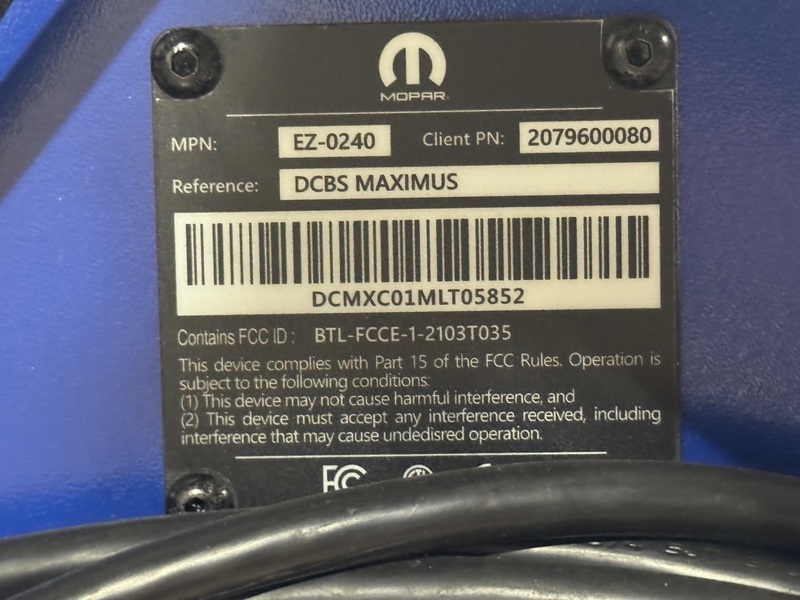 MOPAR
MPN: EZ-0240 Client PN: 2079600080
Reference: DCBS MAXIMUS
DCMXC01MLT05852
Contains FCC ID : BTL-FCCE-1-2103T035
This device complies with Part 15 of the FCC Rules. Operation is
subject to the following conditions:
(1) This device may not cause harmful interference, and
(2) This device must accept any interference received, including
interference that may cause undedisred operation.
FC